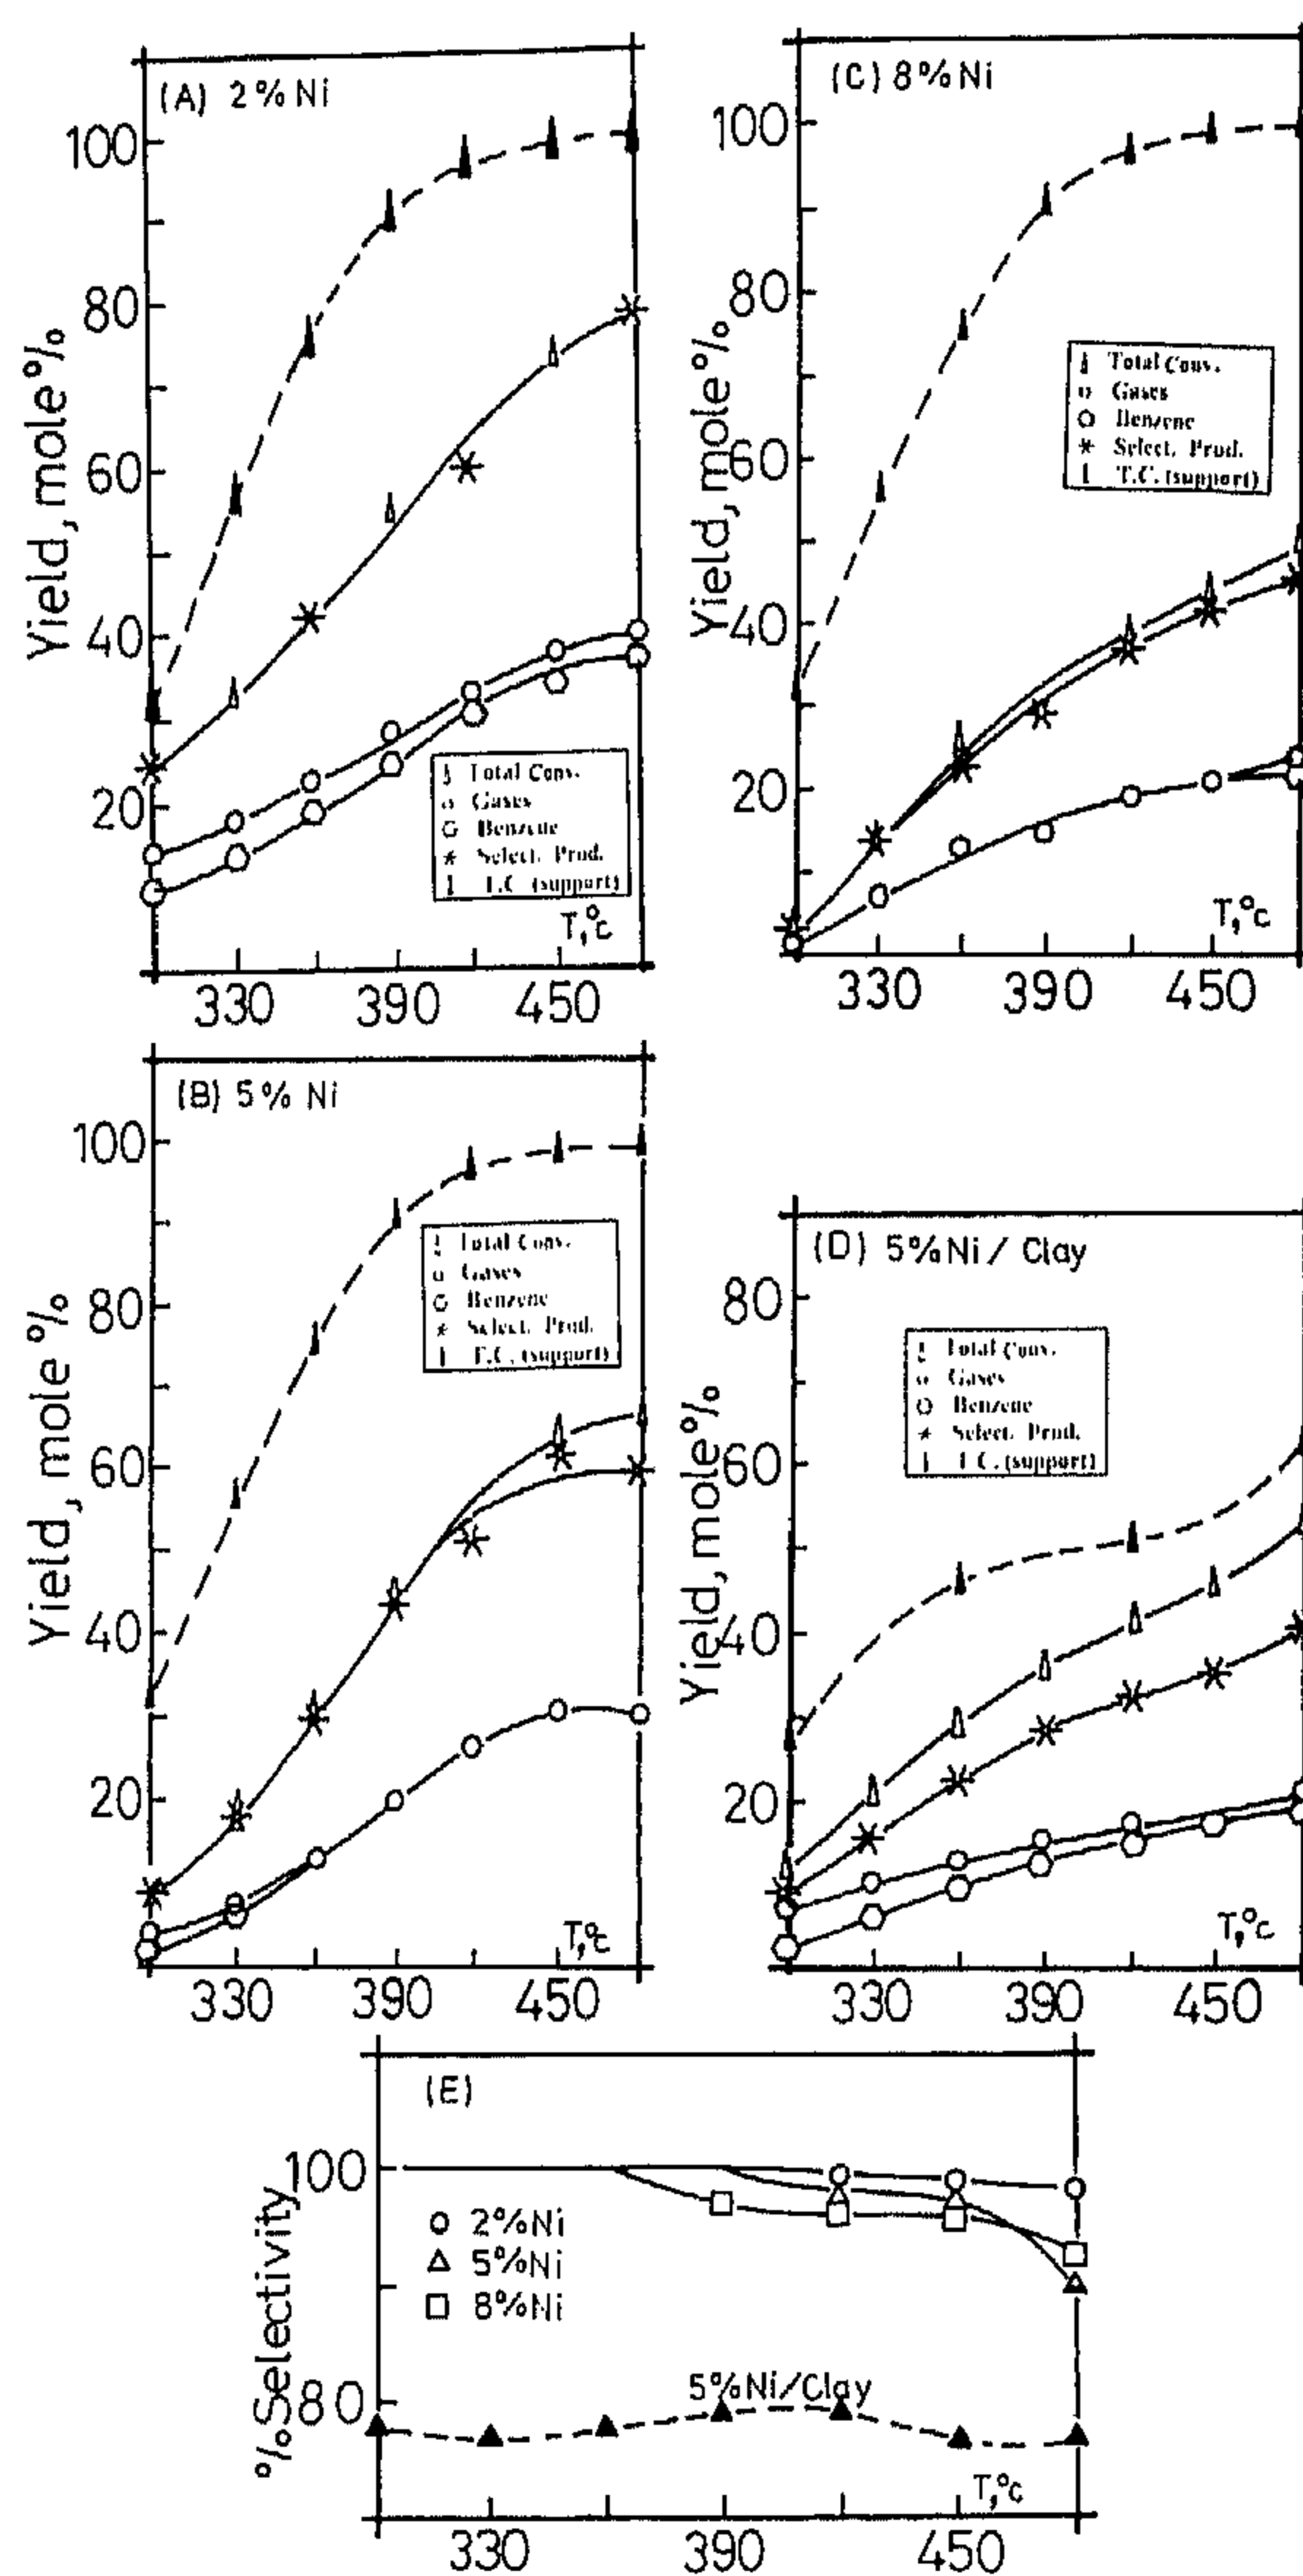 (A) 2% Ni
100
80
60
40
20
Yield, mole%
Total Conv.
Gases
Benzene
Select. Prod.
T.C. (support)
T,°c
330 390 450
(C) 8% Ni
100
80
60
40
20
Yield, mole%
Total Conv.
Gases
Benzene
Select. Prod.
T.C. (support)
T,°c
330 390 450
(B) 5% Ni
100
80
60
40
20
Yield, mole %
Total Conv.
Gases
Benzene
Select. Prod.
T.C. (support)
T,°c
330 390 450
(D) 5%Ni/ Clay
80
60
40
20
Yield, mole%
Total Conv.
Gases
Benzene
Select. Prod.
T.C. (support)
T,°c
330 390 450
(E)
100
80
%Selectivity
2%Ni
5%Ni
8%Ni
5%Ni/Clay
T,°c
330 390 450